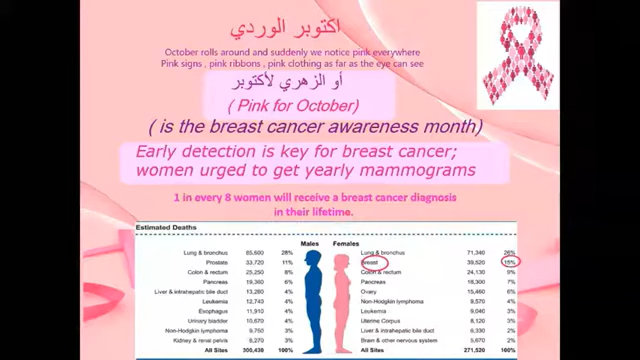 اكتوبر الوردي
October rolls around and suddenly we notice pink everywhere
Pink signs , pink ribbons , pink clothing as far as the eye can see
أو الزهري لأكتوبر
( Pink for October)
( is the breast cancer awareness month)
Early detection is key for breast cancer;
women urged to get yearly mammograms
1 in every 8 women will receive a breast cancer diagnosis
in their lifetime.
Estimated Deaths
Males Females
Lung & bronchus 85,600 28% Lung & bronchus 71,340 26%
Prostate 33,720 11% Breast 39,520 15%
Colon & rectum 25,250 8% Colon & rectum 24,130 9%
Pancreas 19,360 6% Pancreas 18,300 7%
Liver & intrahepatic bile duct 13,260 4% Ovary 15,460 6%
Leukemia 12,740 4% Non-Hodgkin lymphoma 9,570 4%
Esophagus 11,910 4% Leukemia 9,040 3%
Urinary bladder 10,670 4% Uterine Corpus 8,120 3%
Non-Hodgkin lymphoma 9,750 3% Liver & intrahepatic bile duct 6,330 2%
Kidney & renal pelvis 8,270 3% Brain & other nervous system 5,670 2%
All Sites 300,430 100% All Sites 271,520 100%